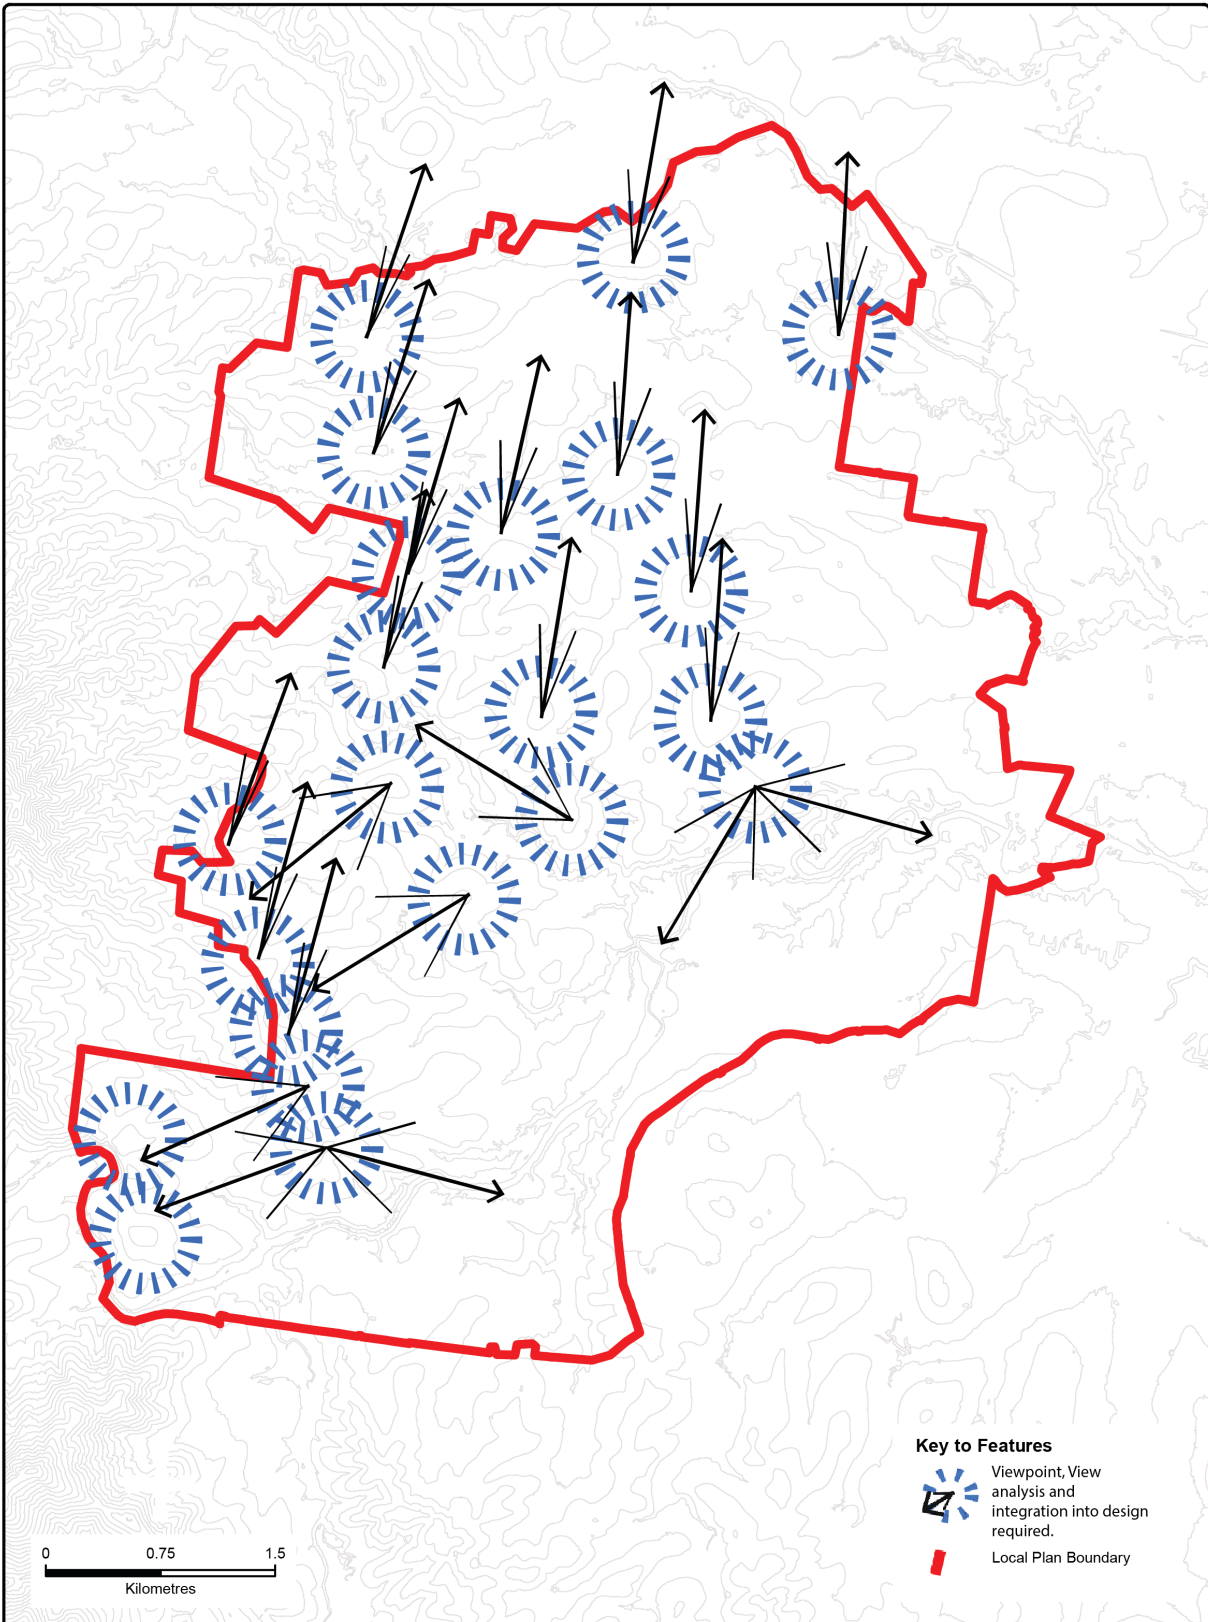 Key to Features
Viewpoint, View
analysis and
integration into design
required.
Local Plan Boundary
0 0.75 1.5
Kilometres